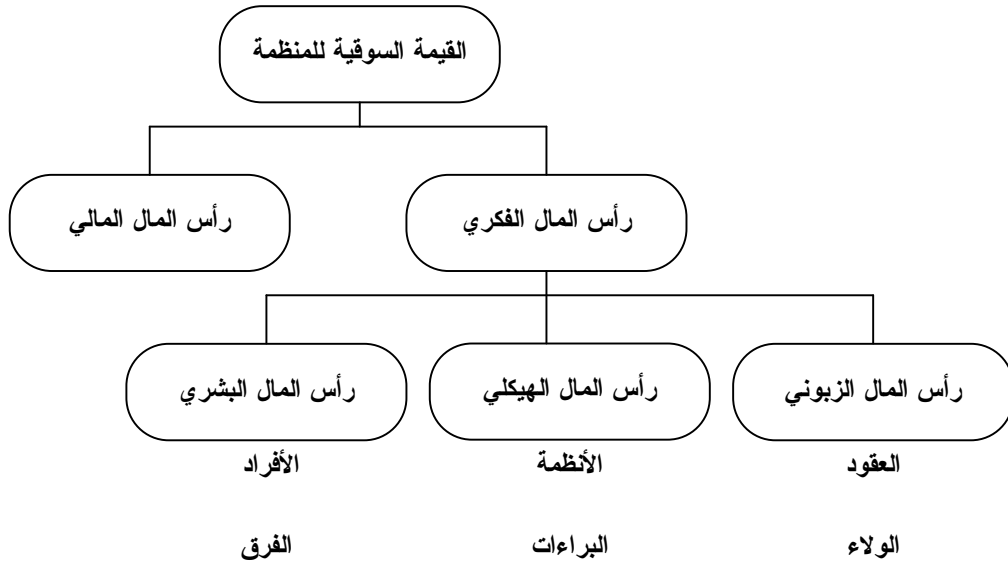 القيمة السوقية للمنظمة
رأس المال الفكري
رأس المال المالي
رأس المال الزبوني
رأس المال الهيكلي
رأس المال البشري
العقود
الأنظمة
الأفراد
الولاء
البراءات
الفرق